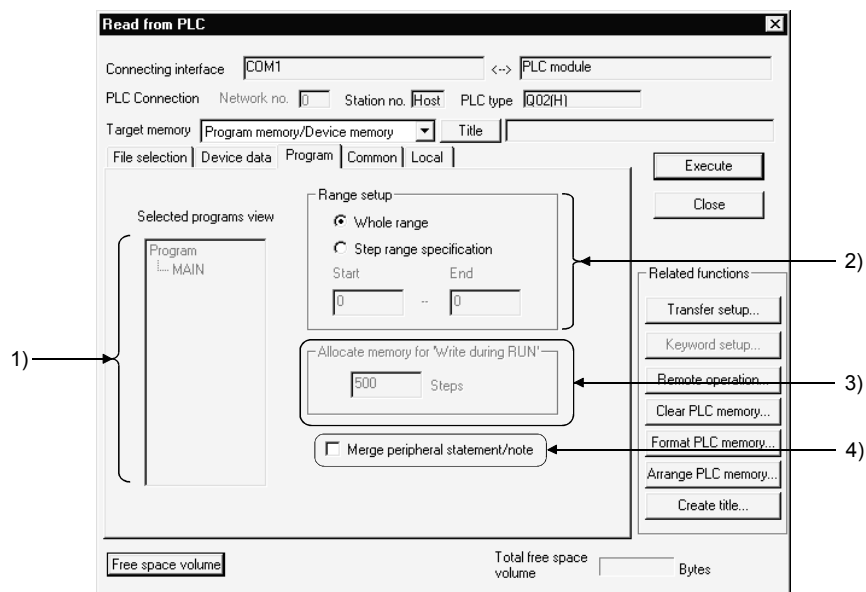 Read from PLC
Connecting interface COM1 <--> PLC module
PLC Connection Network no. 0 Station no. Host PLC type Q02(H)
Target memory Program memory/Device memory Title
File selection Device data Program Common Local
Execute
Close
Selected programs view
Program
MAIN
1)
Range setup
Whole range
Step range specification
Start End
0 -- 0
2)
Allocate memory for 'Write during RUN'
500 Steps
3)
Merge peripheral statement/note
4)
Related functions
Transfer setup...
Keyword setup...
Remote operation...
Clear PLC memory...
Format PLC memory...
Arrange PLC memory...
Create title...
Free space volume
Total free space
volume Bytes